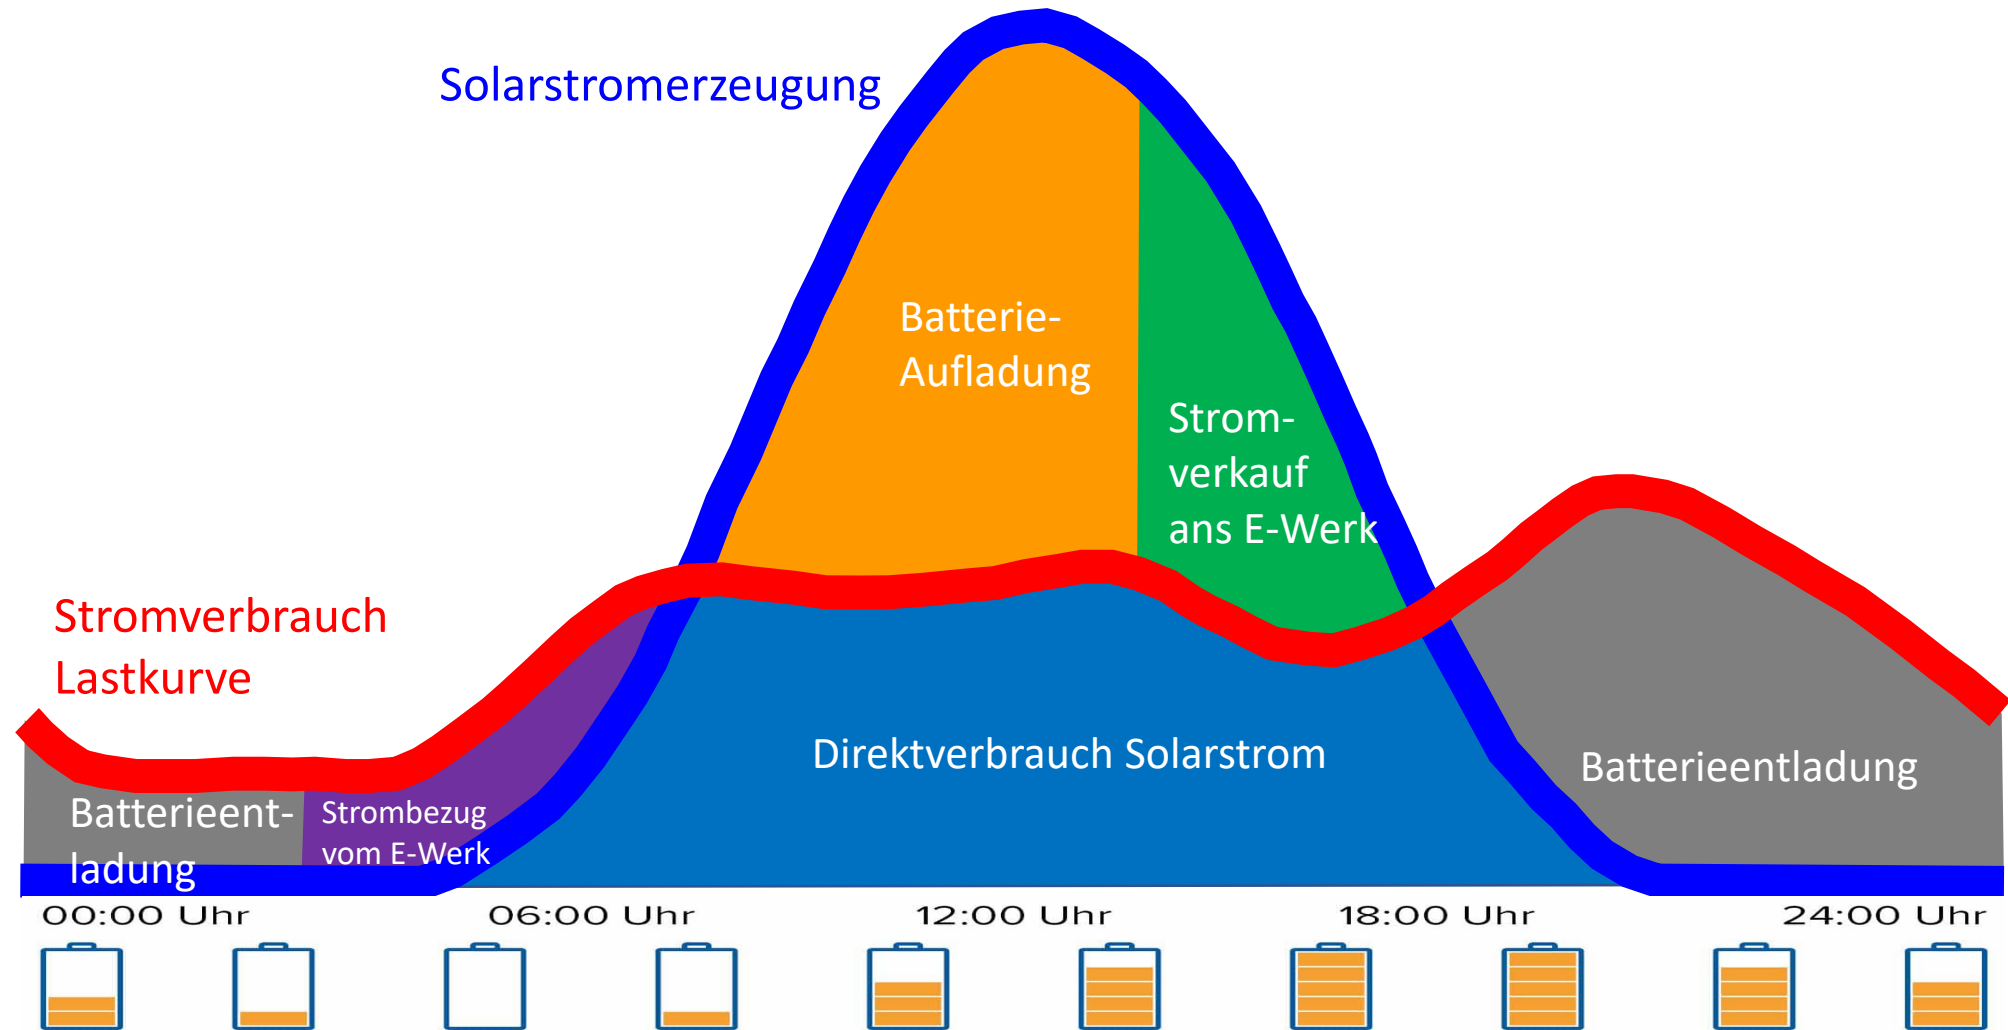 Solarstromerzeugung
Batterie-
Aufladung
Strom-
verkauf
ans E-Werk
Stromverbrauch
Lastkurve
Direktverbrauch Solarstrom
Batterieentladung
Batterieent-
ladung
Strombezug
vom E-Werk
00:00 Uhr
06:00 Uhr
12:00 Uhr
18:00 Uhr
24:00 Uhr